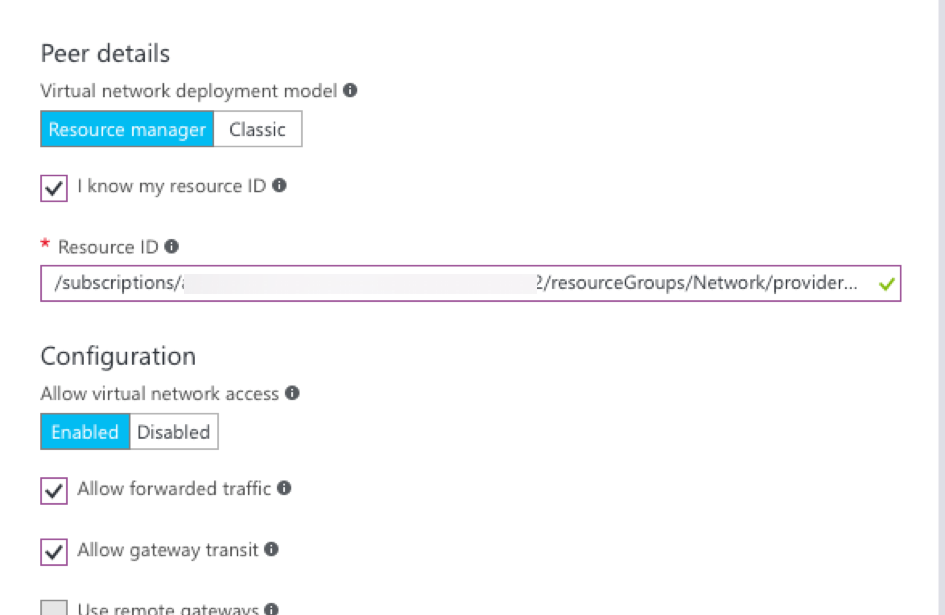 Peer details
Virtual network deployment model
Resource manager Classic
I know my resource ID
* Resource ID
/subscriptions/ 2/resourceGroups/Network/provider...
Configuration
Allow virtual network access
Enabled Disabled
Allow forwarded traffic
Allow gateway transit
Use remote gateways